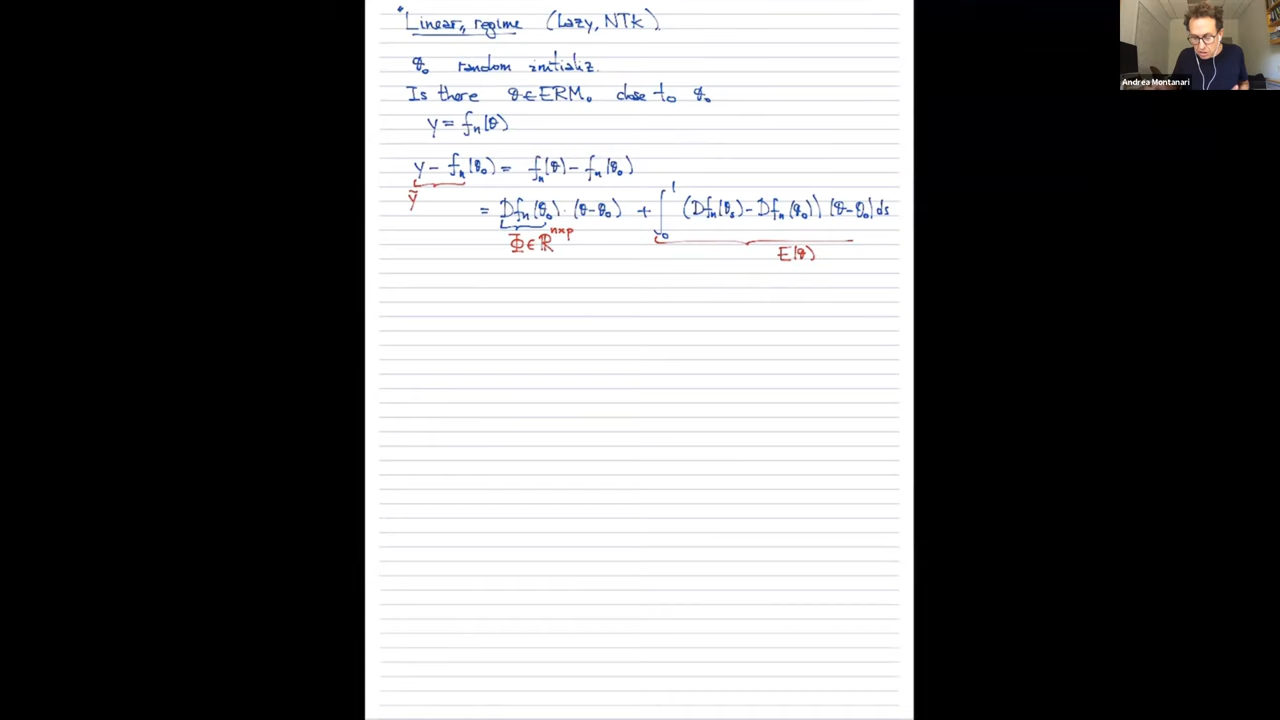 * Linear regime (Lazy, NTK).
θ₀ random initializ.
Is there θ∈ERM₀ close to θ₀
y = fₙ(θ)
y - fₙ(θ₀) = fₙ(θ) - fₙ(θ₀)
ỹ
= Dfₙ(θ₀)·(θ-θ₀) + ∫₀¹ (Dfₙ(θₛ) - Dfₙ(θ₀)) (θ-θ₀) ds
Φ ∈ ℝⁿˣᵖ
E(θ)
Andrea Montanari